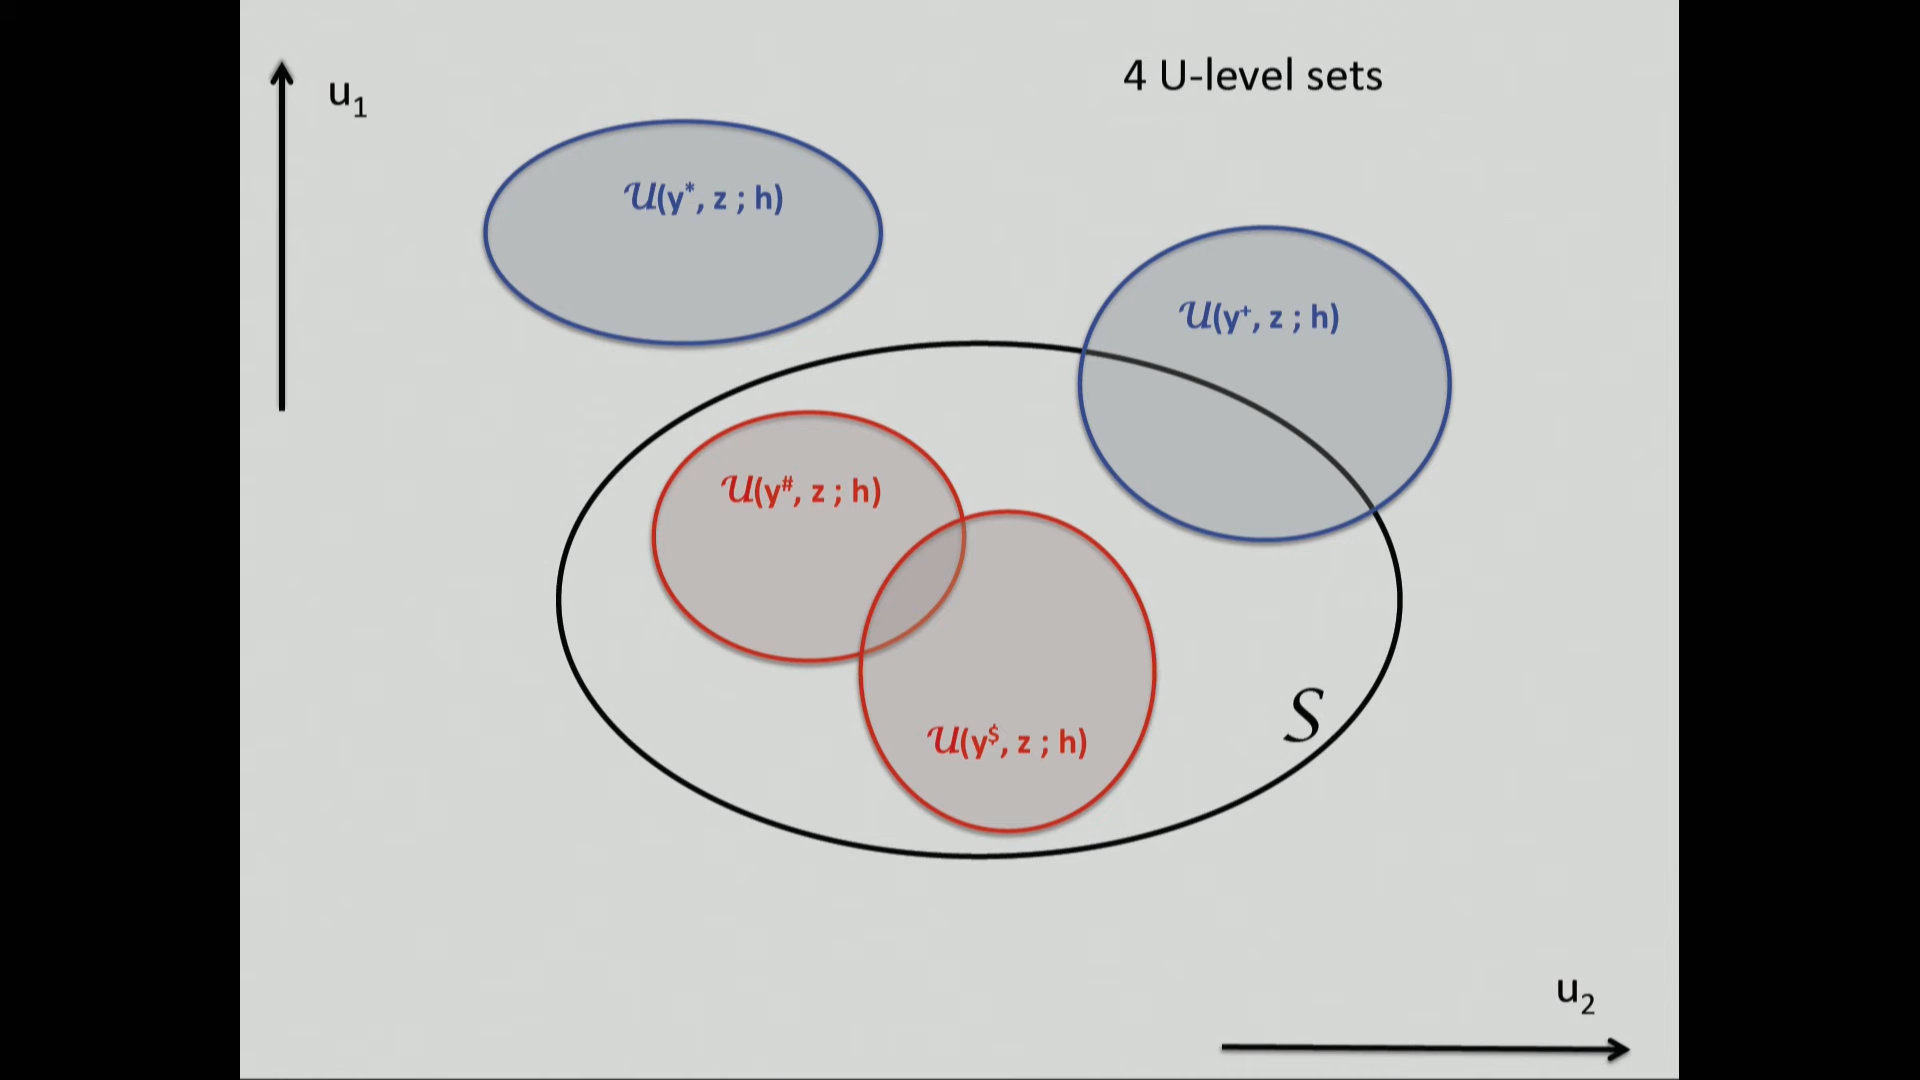 4 U-level sets
u₁
𝒰(y*, z ; h)
𝒰(y⁺, z ; h)
𝒰(y^#, z ; h)
𝒰(y^$, z ; h)
𝒮
u₂